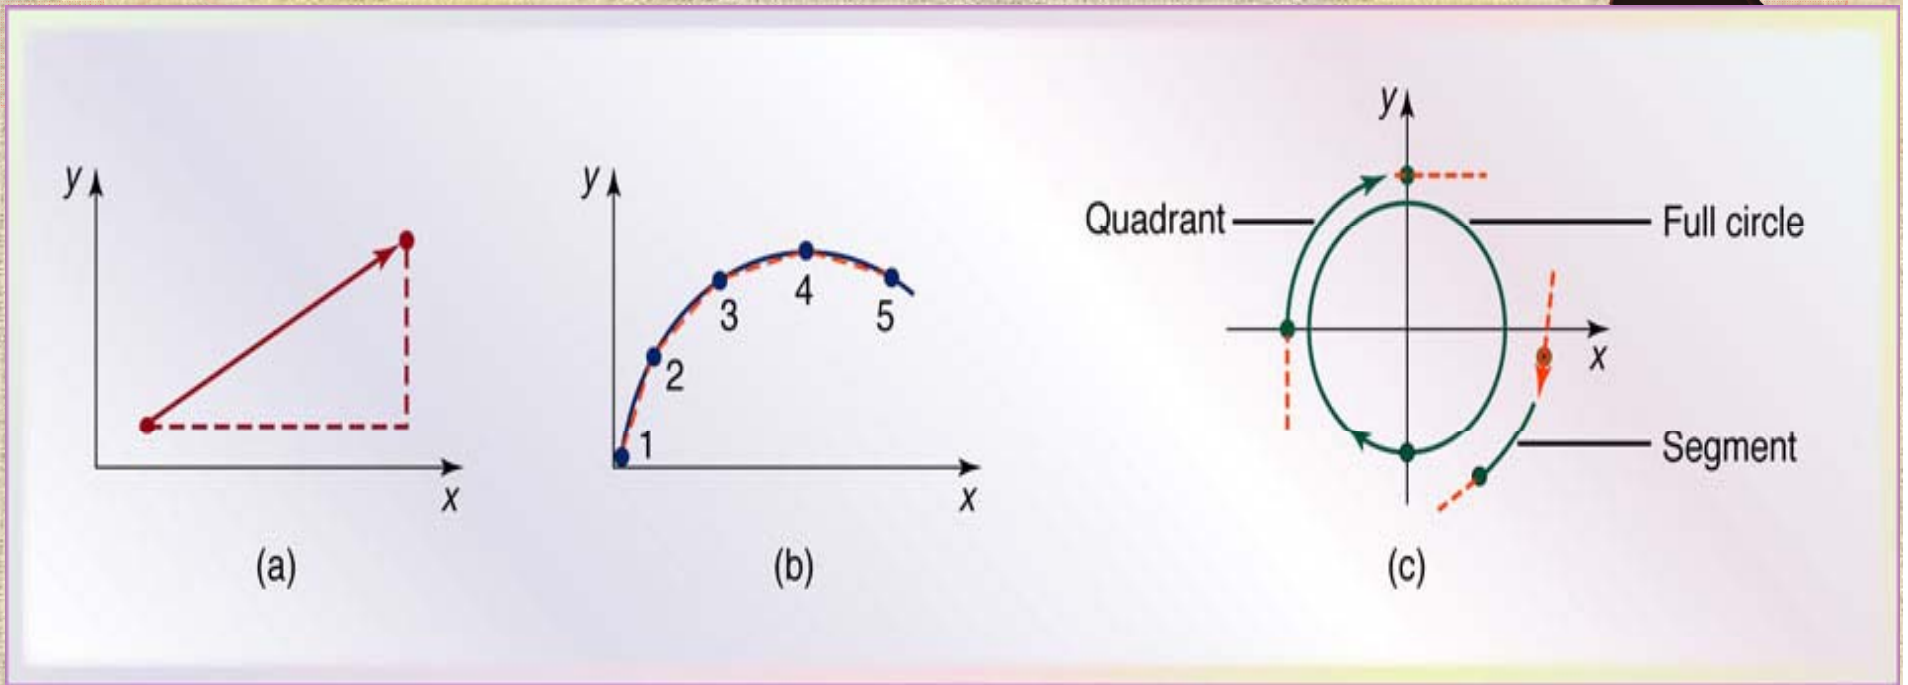 y
x
(a)
y
1
2
3
4
5
x
(b)
y
Quadrant
Full circle
x
Segment
(c)